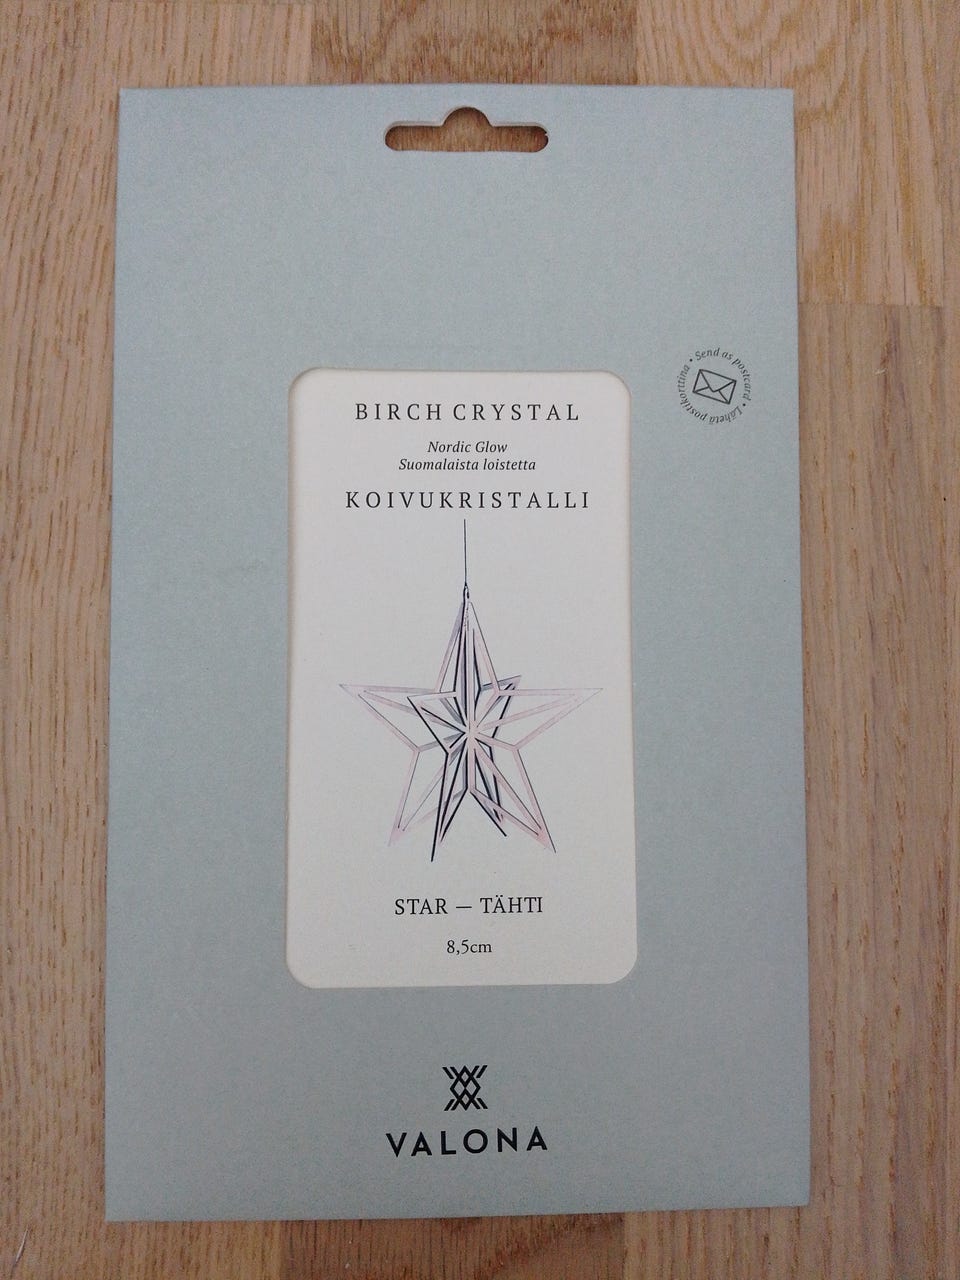 Send as postcard • Lähetä postikorttina •
BIRCH CRYSTAL
Nordic Glow
Suomalaista loistetta
KOIVUKRISTALLI
STAR — TÄHTI
8,5cm
VALONA